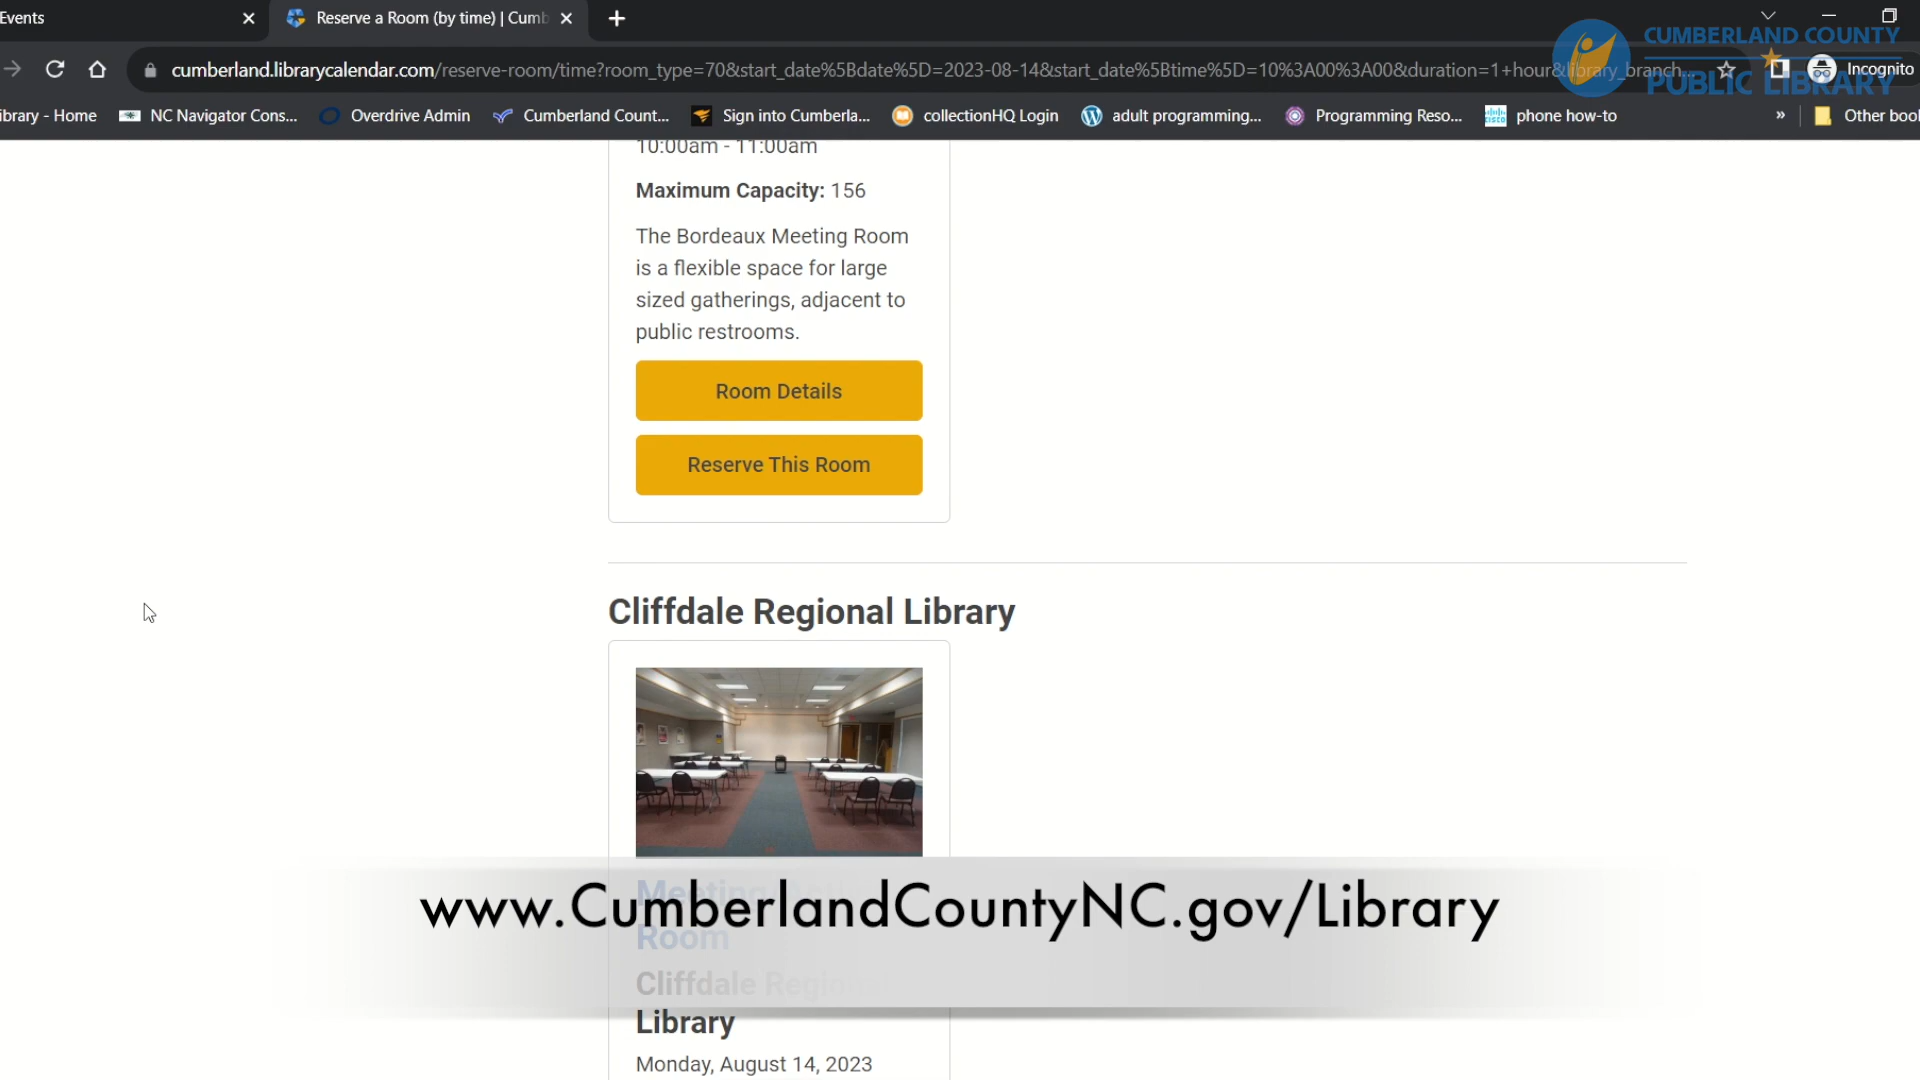 Events
Reserve a Room (by time) | Cumb
CUMBERLAND COUNTY
PUBLIC LIBRARY
cumberland.librarycalendar.com/reserve-room/time?room_type=70&start_date%5Bdate%5D=2023-08-14&start_date%5Btime%5D=10%3A00%3A00&duration=1+hour&library_branch...
Incognito
ibrary - Home
NC Navigator Cons...
Overdrive Admin
Cumberland Count...
Sign into Cumberla...
collectionHQ Login
adult programming...
Programming Reso...
phone how-to
»
Other bool
10:00am - 11:00am
Maximum Capacity: 156
The Bordeaux Meeting Room
is a flexible space for large
sized gatherings, adjacent to
public restrooms.
Room Details
Reserve This Room
Cliffdale Regional Library
Meeting
www.CumberlandCountyNC.gov/Library
Room
Cliffdale Regional
Library
Monday, August 14, 2023